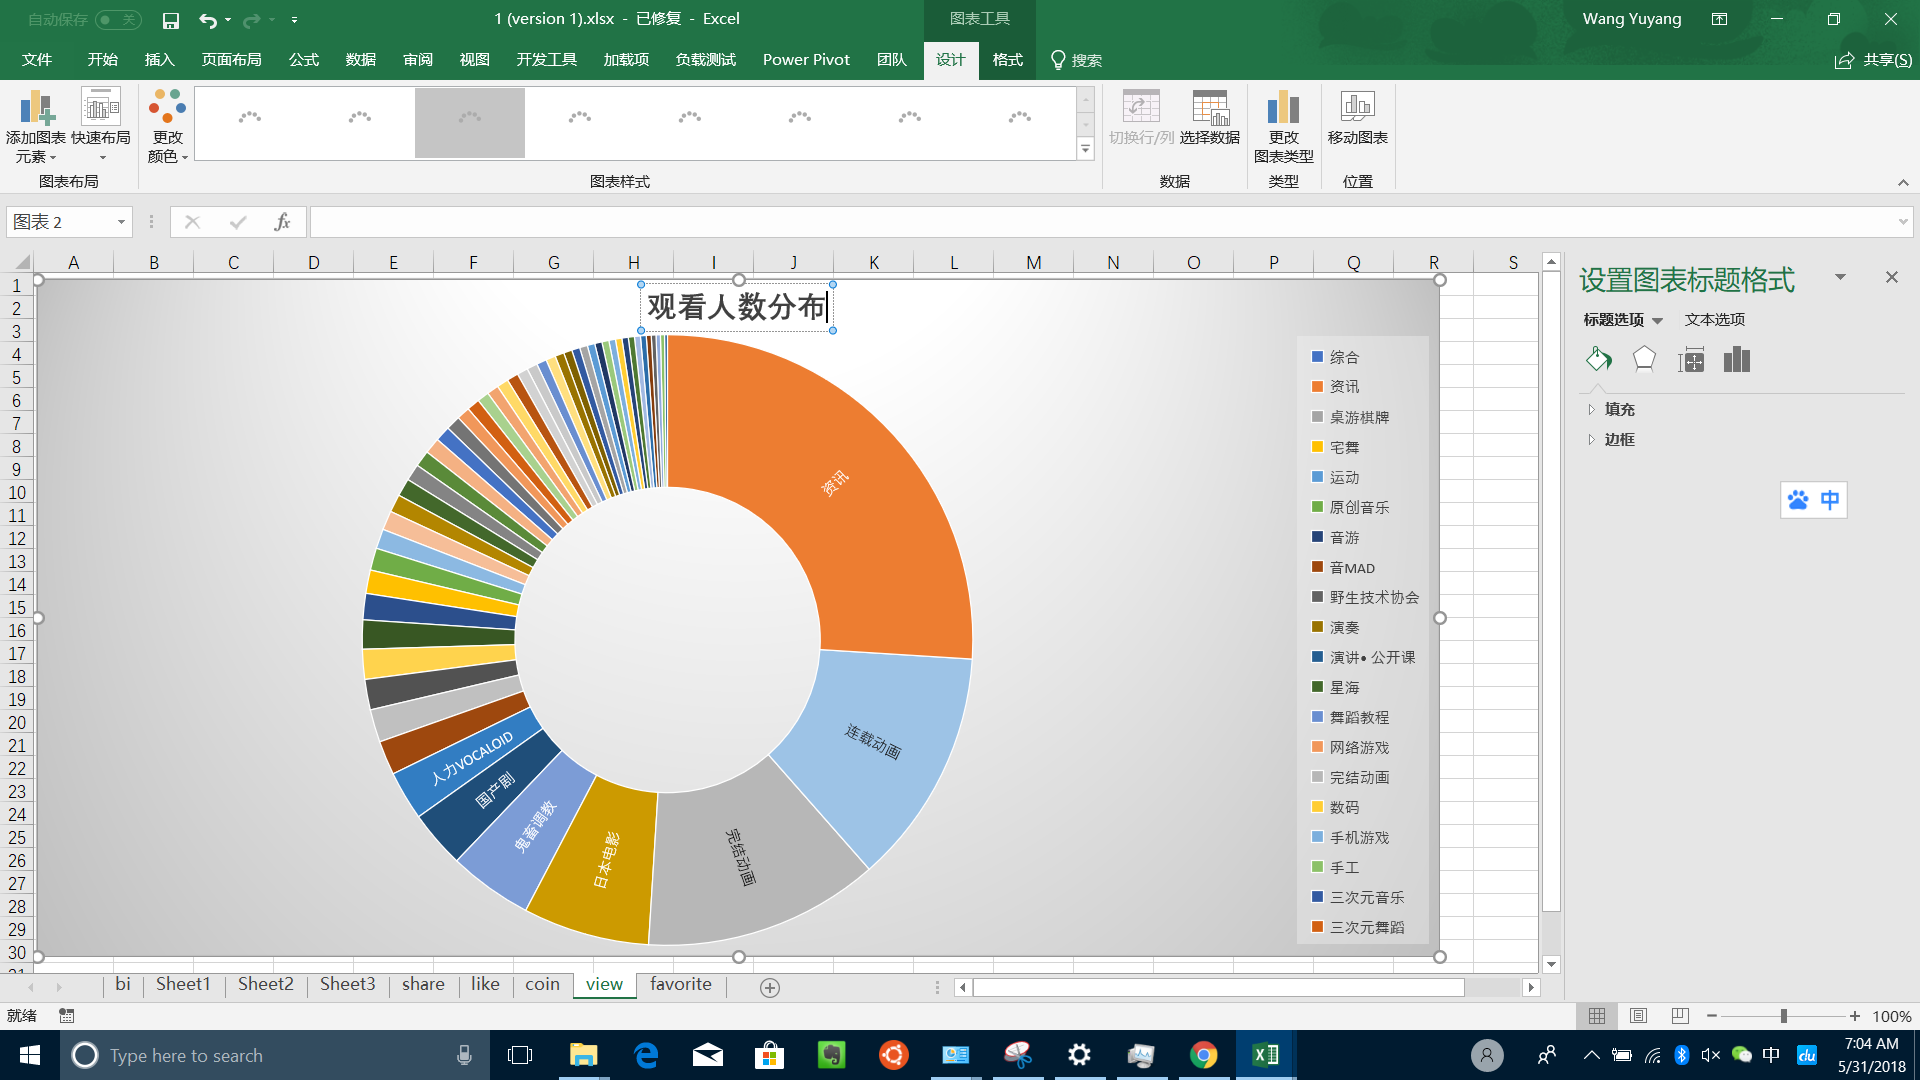 自动保存 关
1 (version 1).xlsx - 已修复 - Excel
图表工具
Wang Yuyang
文件 开始 插入 页面布局 公式 数据 审阅 视图 开发工具 加载项 负载测试 Power Pivot 团队 设计 格式 搜索 共享(S)
添加图表元素 快速布局
更改颜色
切换行/列 选择数据
更改图表类型
移动图表
图表布局 图表样式 数据 类型 位置
图表 2 fx
A B C D E F G H I J K L M N O P Q R S
1
2
3
4
5
6
7
8
9
10
11
12
13
14
15
16
17
18
19
20
21
22
23
24
25
26
27
28
29
30
观看人数分布
资讯
连载动画
完结动画
日本电影
鬼畜调教
国产剧
人力VOCALOID
综合
资讯
桌游棋牌
宅舞
运动
原创音乐
音游
音MAD
野生技术协会
演奏
演讲• 公开课
星海
舞蹈教程
网络游戏
完结动画
数码
手机游戏
手工
三次元音乐
三次元舞蹈
设置图表标题格式
标题选项 文本选项
填充
边框
中
bi Sheet1 Sheet2 Sheet3 share like coin view favorite
就绪
100%
Type here to search
中 du
7:04 AM
5/31/2018